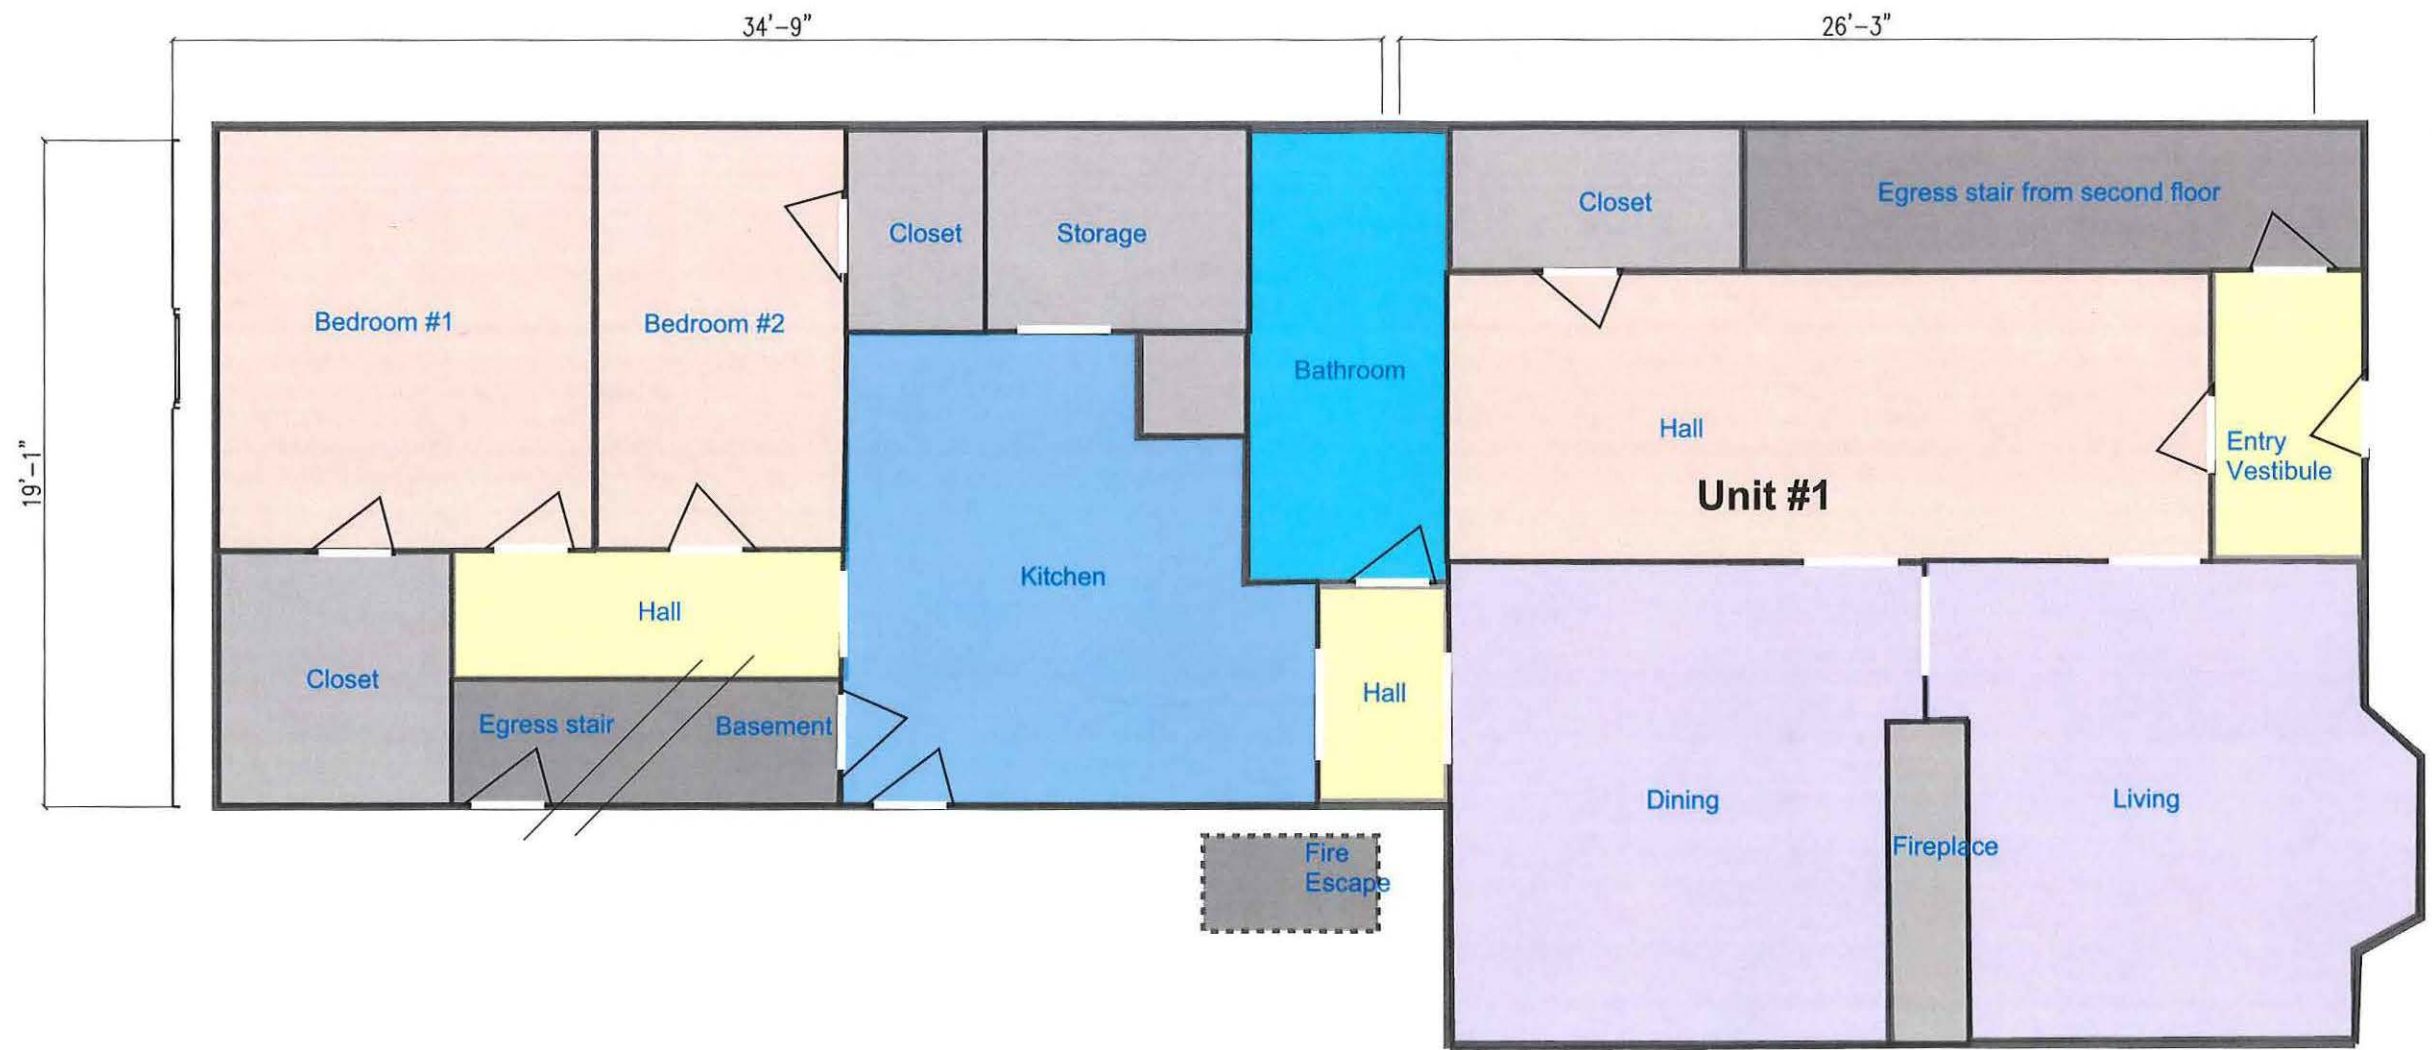 34'-9"
26'-3"
19'-1"
Egress stair from second floor
Closet
Closet
Storage
Bedroom #1
Bedroom #2
Bathroom
Hall
Entry
Vestibule
Unit #1
Kitchen
Hall
Closet
Hall
Egress stair
Basement
Dining
Living
Fireplace
Fire
Escape